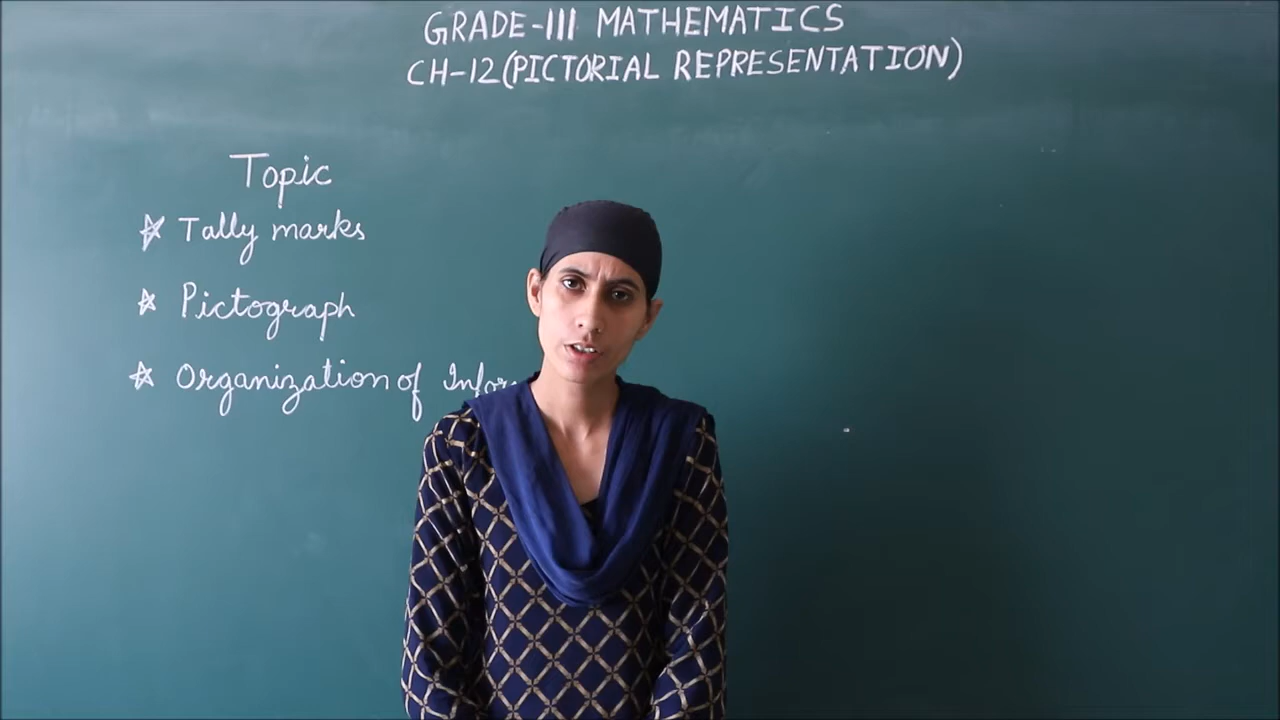 GRADE-III MATHEMATICS
CH-12(PICTORIAL REPRESENTATION)
Topic
☆ Tally marks
☆ Pictograph
☆ Organization of